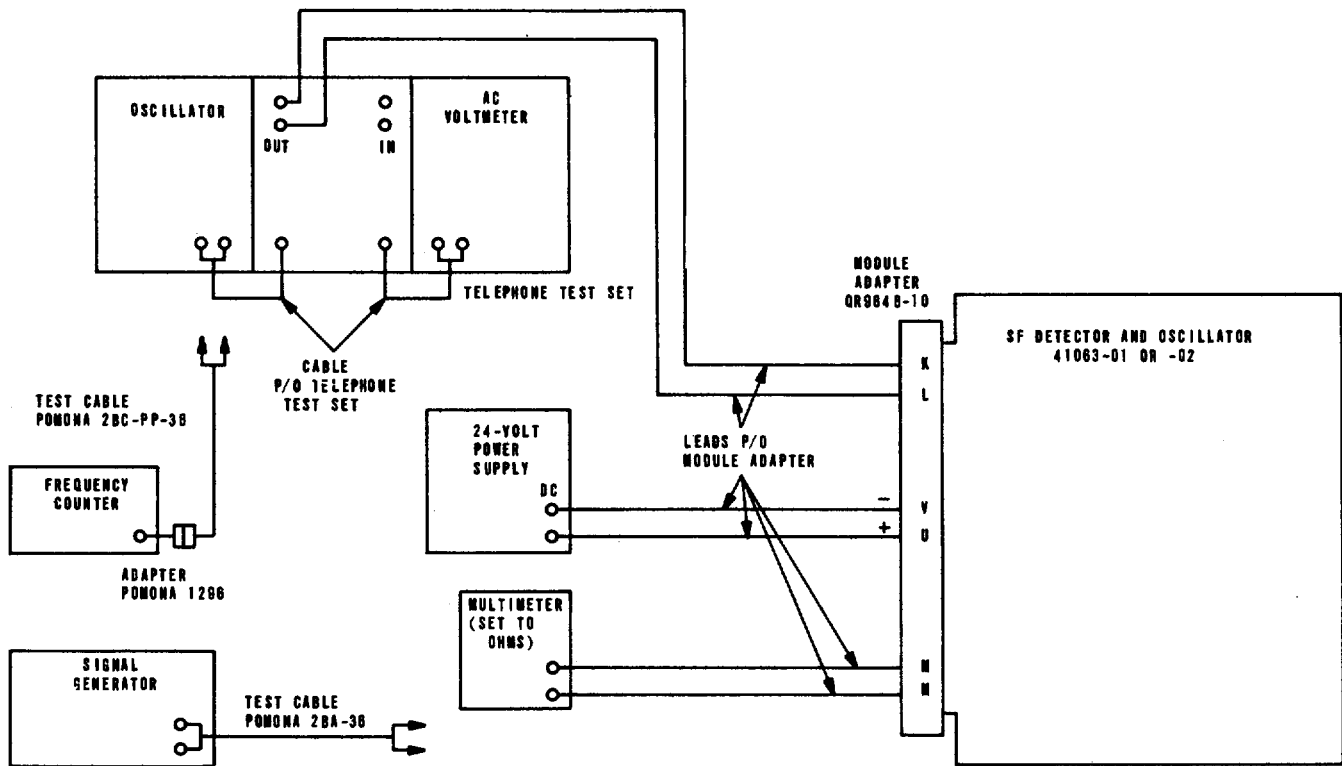 OSCILLATOR
OUT
IN
AC
VOLTMETER
TELEPHONE TEST SET
CABLE
P/O TELEPHONE
TEST SET
TEST CABLE
POMONA 2BC-PP-36
FREQUENCY
COUNTER
ADAPTER
POMONA 1296
SIGNAL
GENERATOR
TEST CABLE
POMONA 2BA-36
24-VOLT
POWER
SUPPLY
DC
MULTIMETER
(SET TO
OHMS)
LEADS P/O
MODULE ADAPTER
MODULE
ADAPTER
QR9648-10
K
L
− V
+ U
SF DETECTOR AND OSCILLATOR
41063-01 OR -02